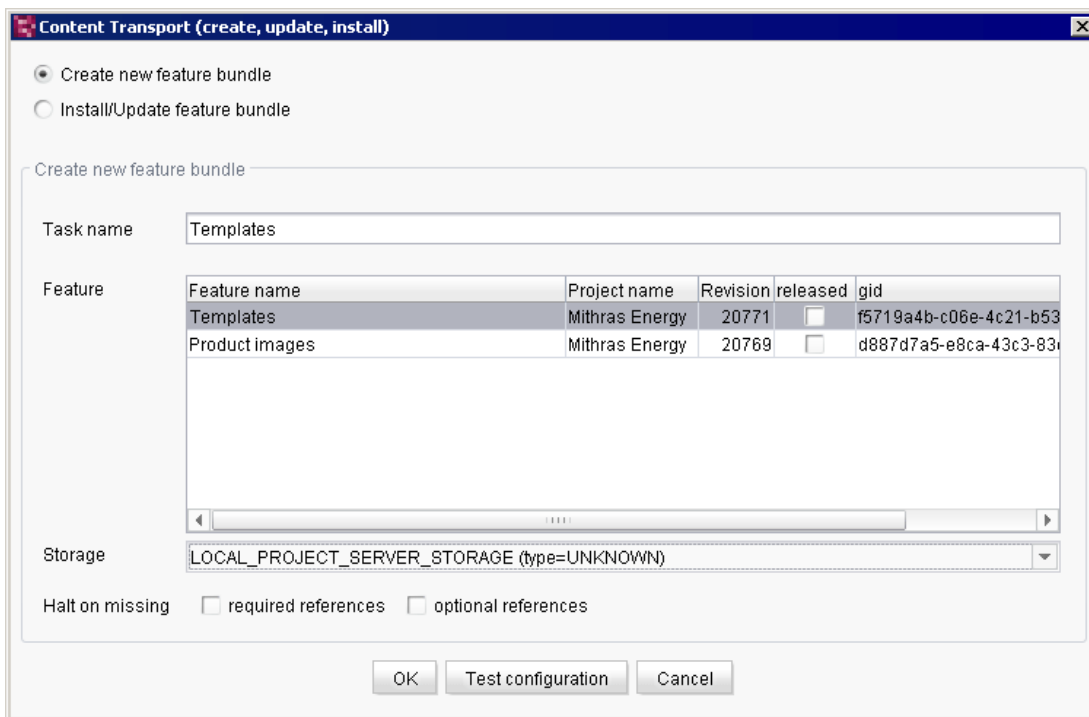 Content Transport (create, update, install)
Create new feature bundle
Install/Update feature bundle
Create new feature bundle
Task name Templates
Feature Feature name Project name Revision released gid
Templates Mithras Energy 20771 f5719a4b-c06e-4c21-b53
Product images Mithras Energy 20769 d887d7a5-e8ca-43c3-83
Storage LOCAL_PROJECT_SERVER_STORAGE (type=UNKNOWN)
Halt on missing required references optional references
OK Test configuration Cancel